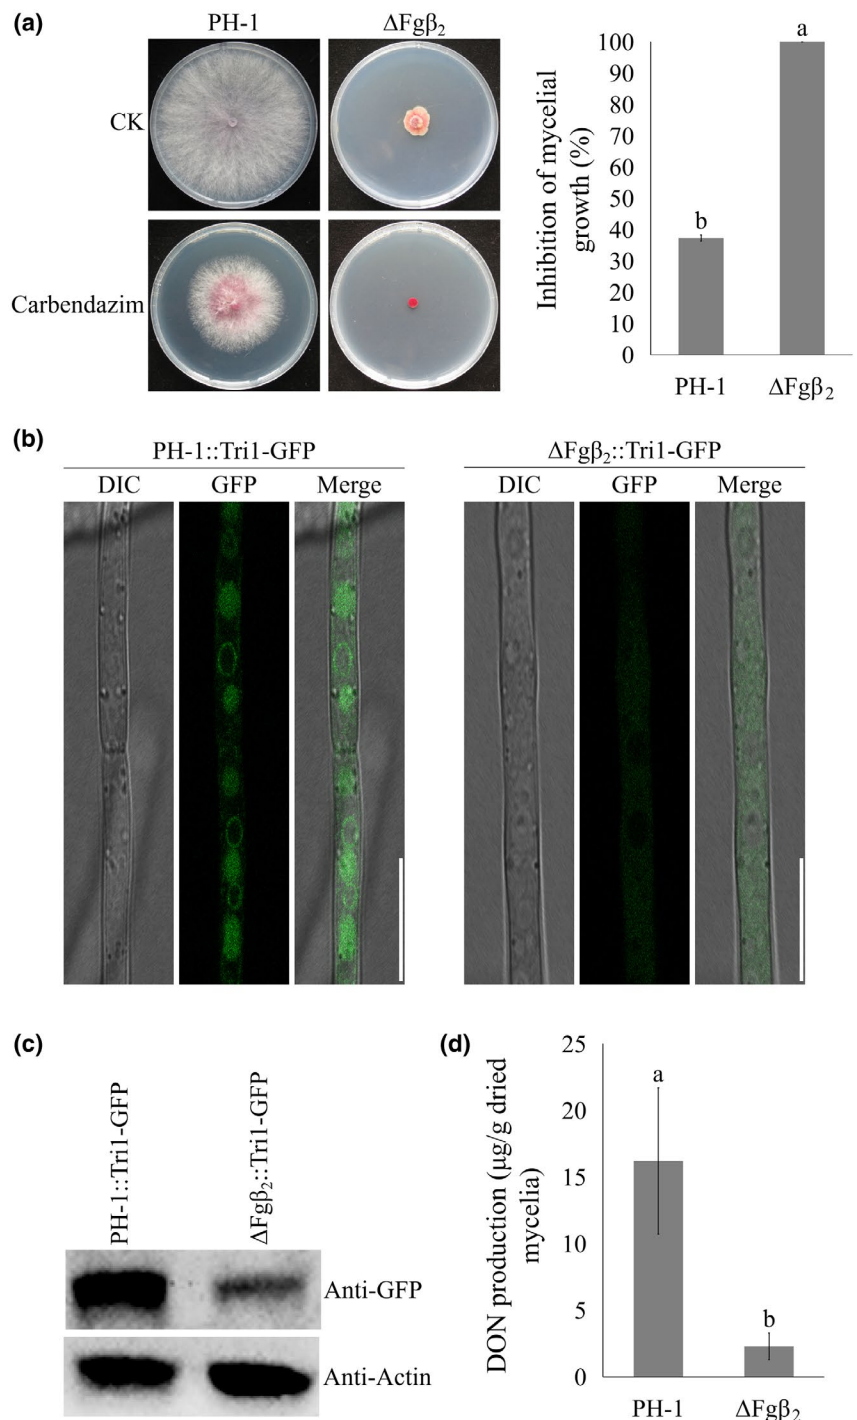 (a)
PH-1
ΔFgβ₂
CK
Carbendazim
Inhibition of mycelial
growth (%)
100
90
80
70
60
50
40
30
20
10
0
b
a
PH-1
ΔFgβ₂
(b)
PH-1::Tri1-GFP
DIC
GFP
Merge
ΔFgβ₂::Tri1-GFP
DIC
GFP
Merge
(c)
PH-1::Tri1-GFP
ΔFgβ₂::Tri1-GFP
Anti-GFP
Anti-Actin
(d)
DON production (μg/g dried
mycelia)
25
20
15
10
5
0
a
b
PH-1
ΔFgβ₂